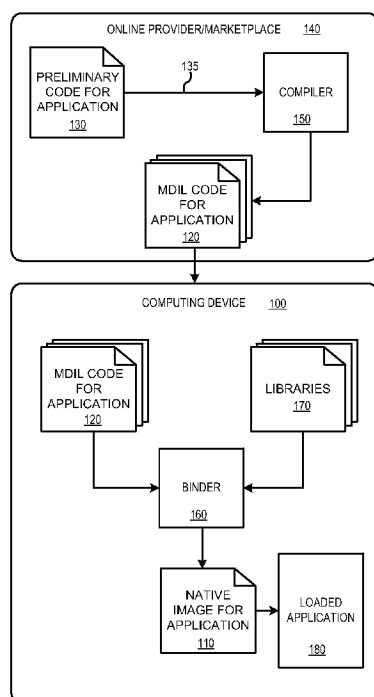 ONLINE PROVIDER/MARKETPLACE 140
135
PRELIMINARY
CODE FOR
APPLICATION
130
COMPILER
150
MDIL CODE
FOR
APPLICATION
120
COMPUTING DEVICE 100
MDIL CODE
FOR
APPLICATION
120
LIBRARIES
170
BINDER
160
NATIVE
IMAGE FOR
APPLICATION
110
LOADED
APPLICATION
180